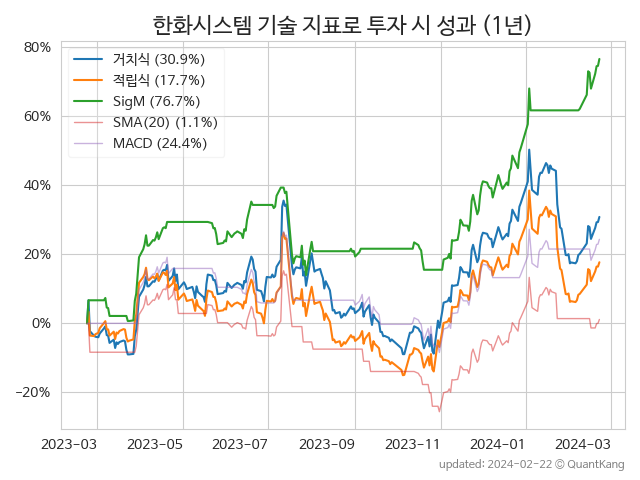 한화시스템 기술 지표로 투자 시 성과 (1년)
80%
60%
40%
20%
0%
−20%
거치식 (30.9%)
적립식 (17.7%)
SigM (76.7%)
SMA(20) (1.1%)
MACD (24.4%)
2023-03 2023-05 2023-07 2023-09 2023-11 2024-01 2024-03
updated: 2024-02-22 © QuantKang